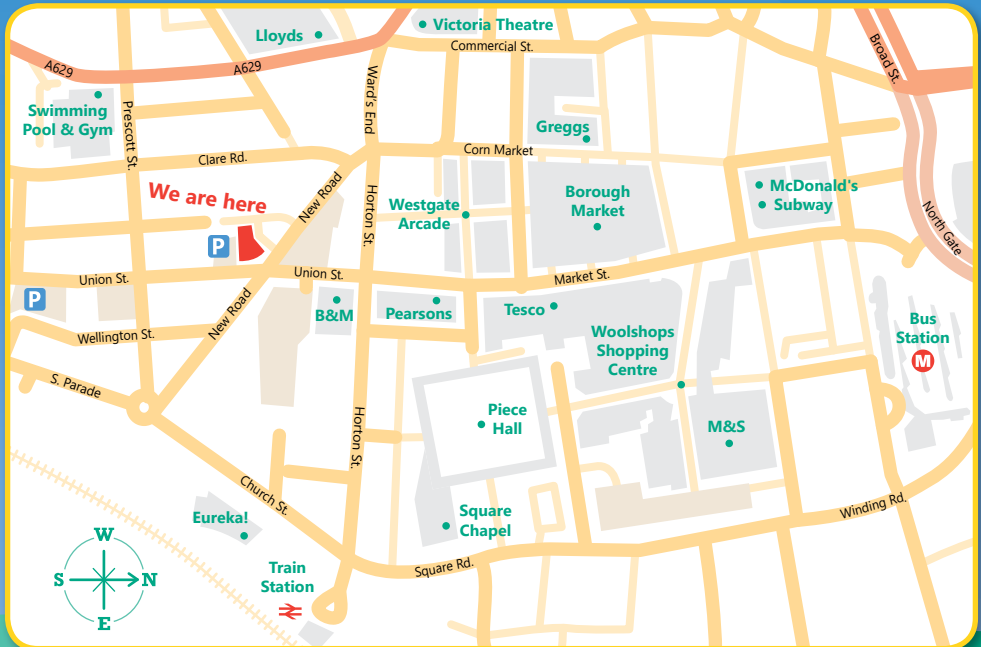 Victoria Theatre
Lloyds
Commercial St.
Broad St.
A629
A629
Ward's End
Swimming
Pool & Gym
Prescott St.
Greggs
Corn Market
Clare Rd.
We are here
New Road
Horton St.
Westgate
Arcade
Borough
Market
McDonald's
Subway
North Gate
P
Union St.
Union St.
Market St.
P
B&M
Pearsons
Tesco
New Road
Wellington St.
Woolshops
Shopping
Centre
Bus
Station
M
S. Parade
Piece
Hall
Horton St.
M&S
Church St.
Winding Rd.
Eureka!
Square
Chapel
Square Rd.
Train
Station
W
S
N
E